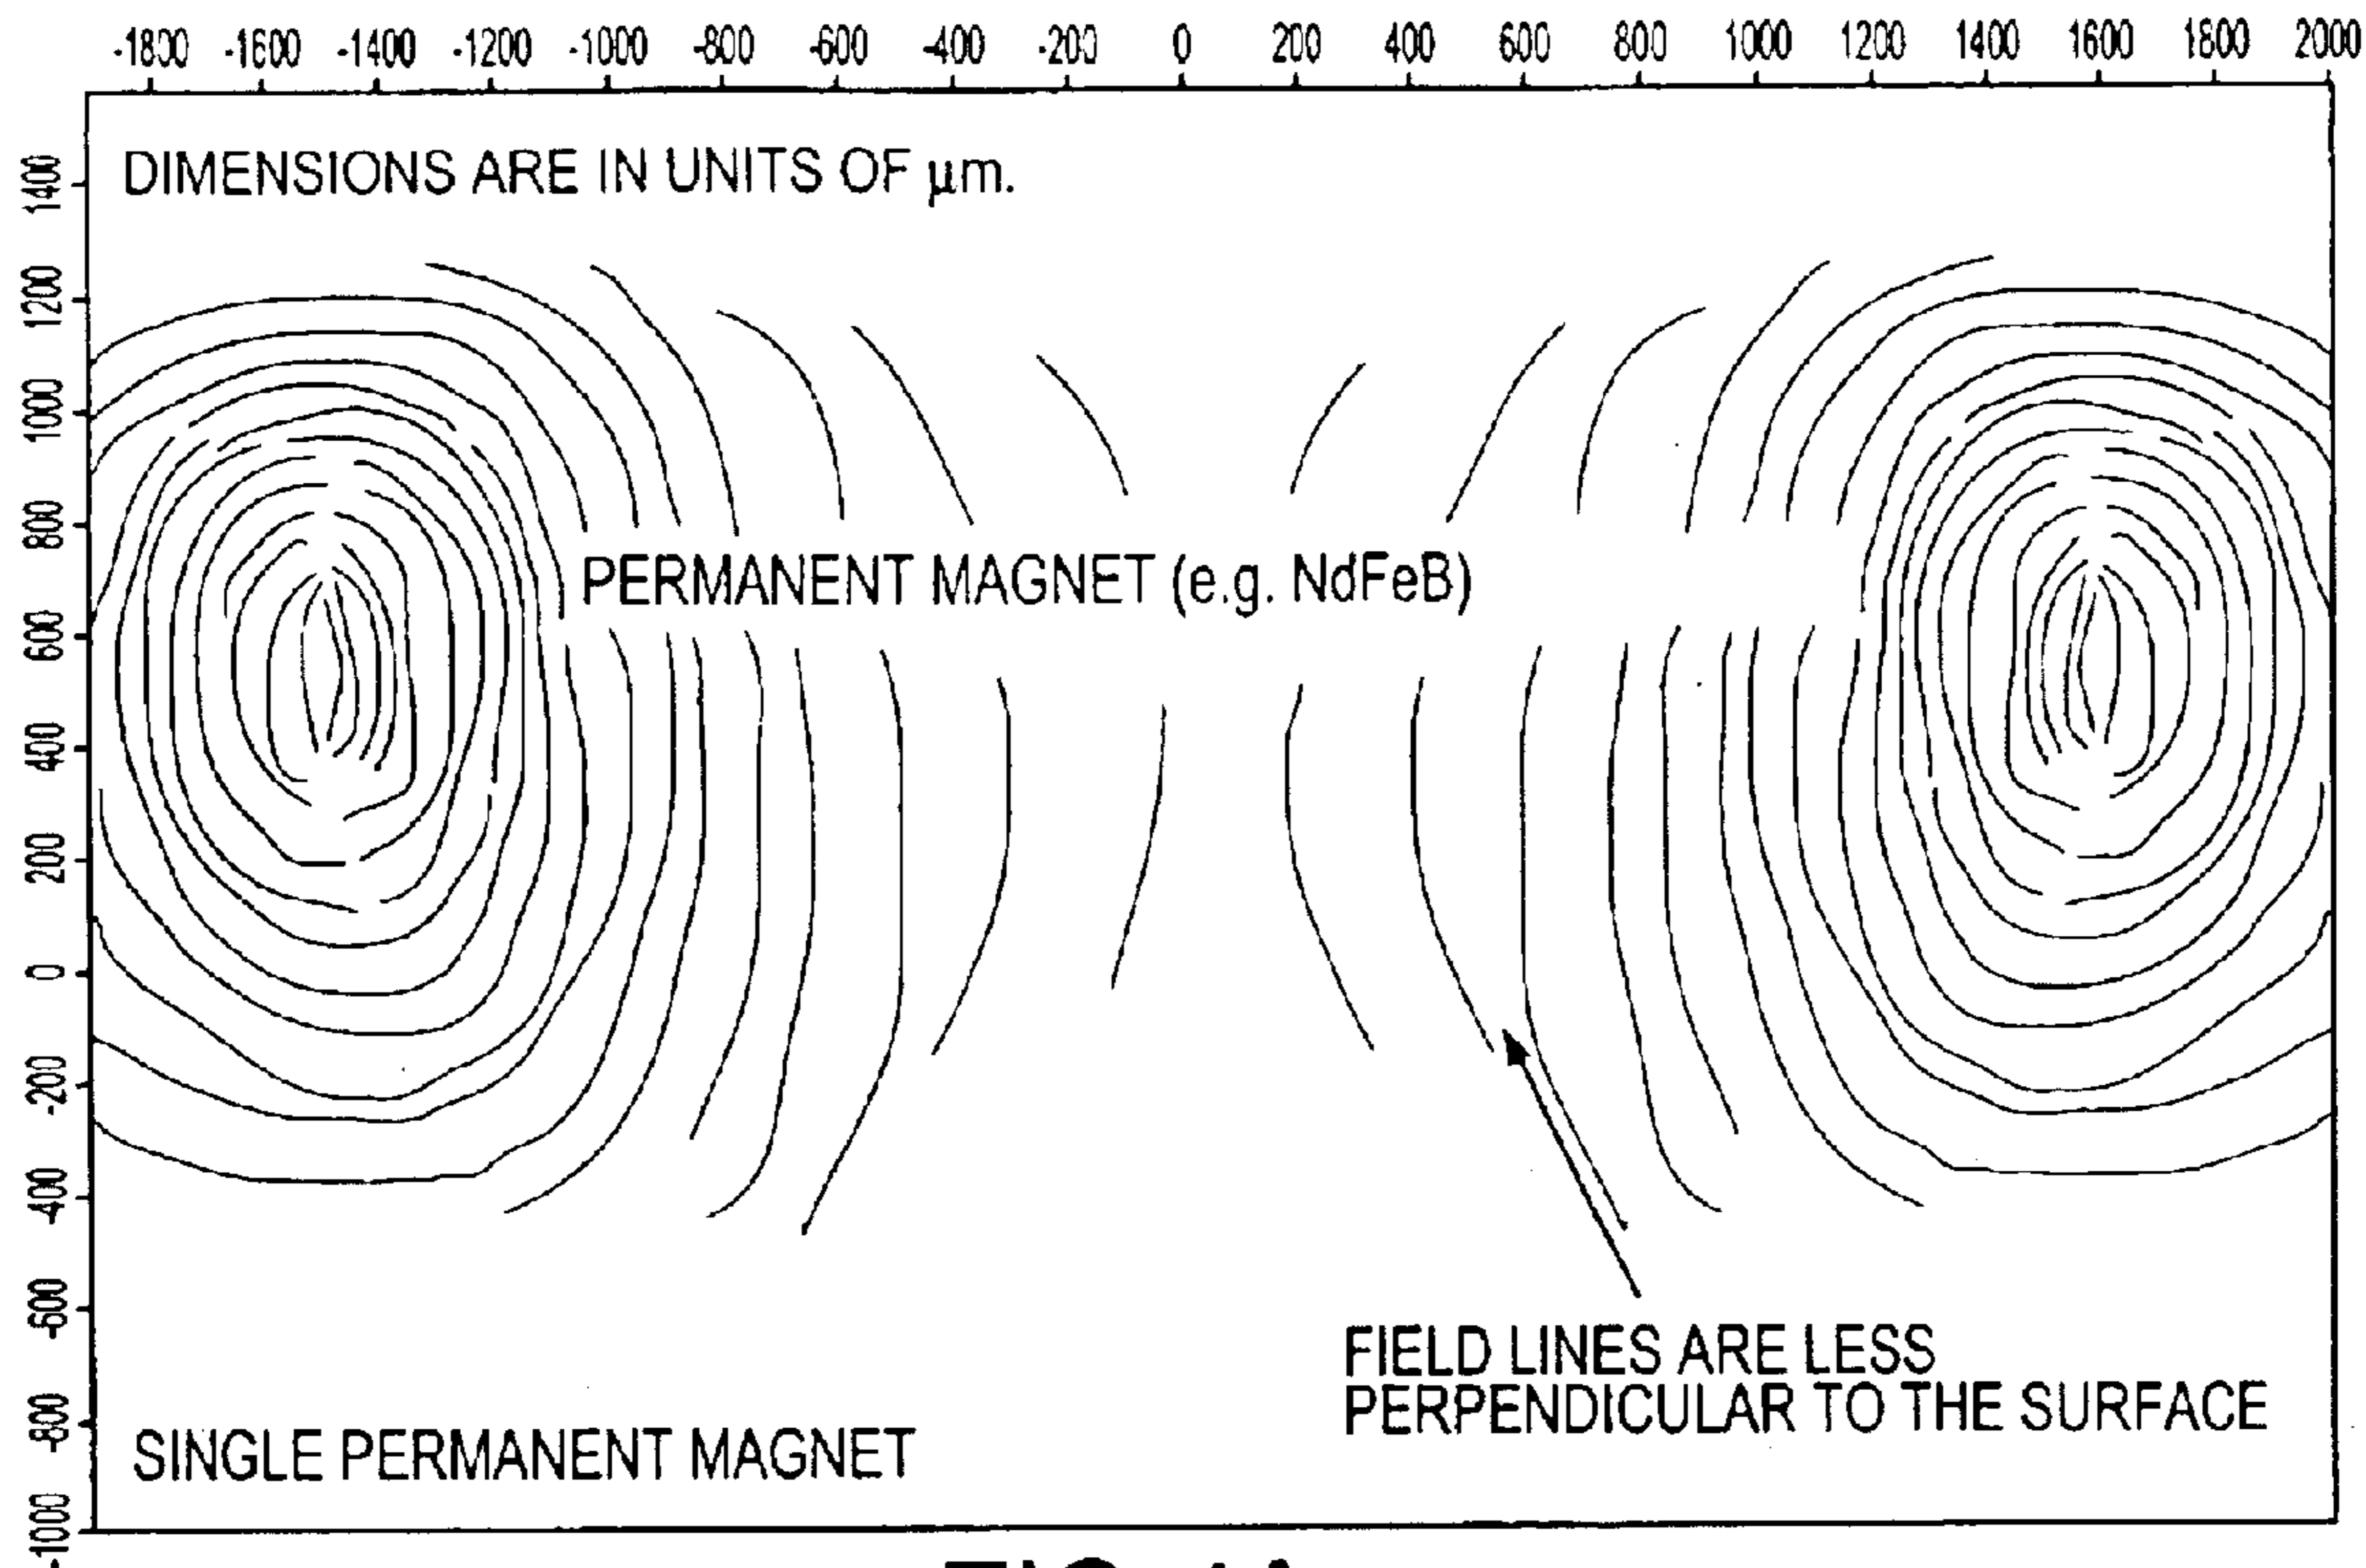 -1800 -1600 -1400 -1200 -1000 -800 -600 -400 -200 0 200 400 600 800 1000 1200 1400 1600 1800 2000
1400
1200
1000
800
600
400
200
0
-200
-400
-600
-800
-1000
DIMENSIONS ARE IN UNITS OF µm.
PERMANENT MAGNET (e.g. NdFeB)
FIELD LINES ARE LESS
PERPENDICULAR TO THE SURFACE
SINGLE PERMANENT MAGNET